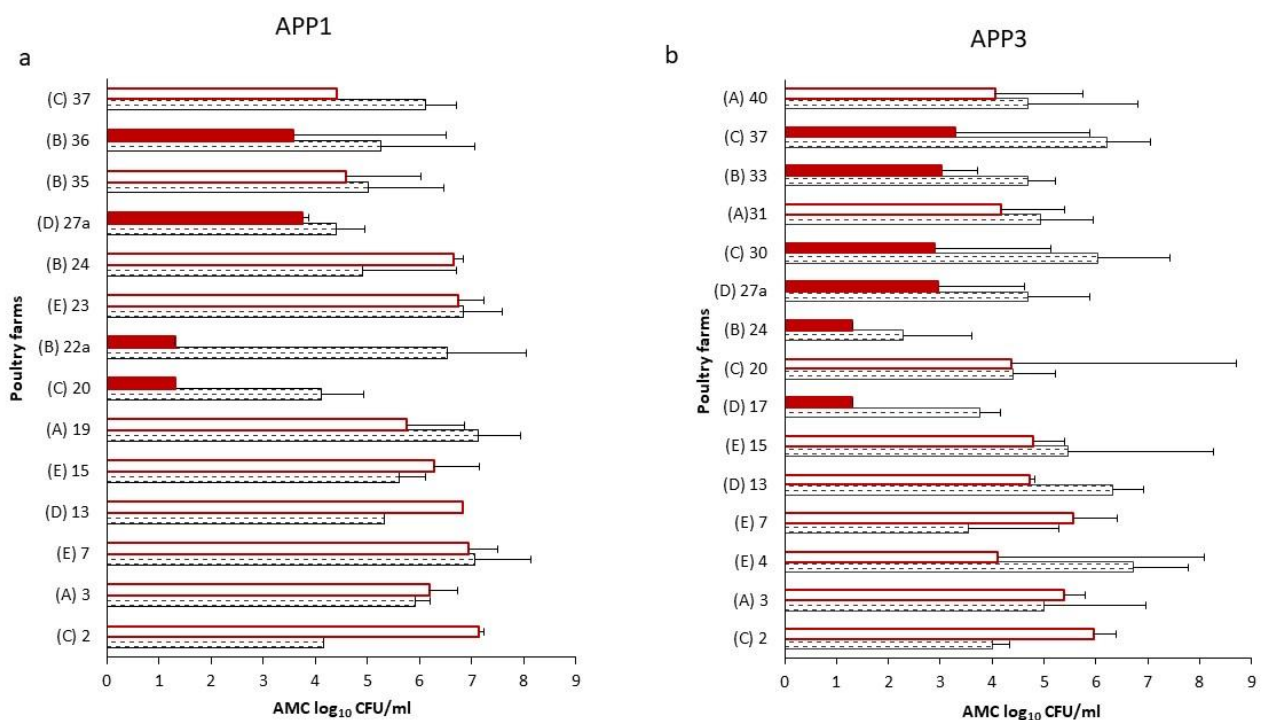 APP1
a
(C) 37
(B) 36
(B) 35
(D) 27a
(B) 24
(E) 23
(B) 22a
(C) 20
(A) 19
(E) 15
(D) 13
(E) 7
(A) 3
(C) 2
Poultry farms
0 1 2 3 4 5 6 7 8 9
AMC log₁₀ CFU/ml
APP3
b
(A) 40
(C) 37
(B) 33
(A)31
(C) 30
(D) 27a
(B) 24
(C) 20
(D) 17
(E) 15
(D) 13
(E) 7
(E) 4
(A) 3
(C) 2
Poultry farms
0 1 2 3 4 5 6 7 8 9
AMC log₁₀ CFU/ml